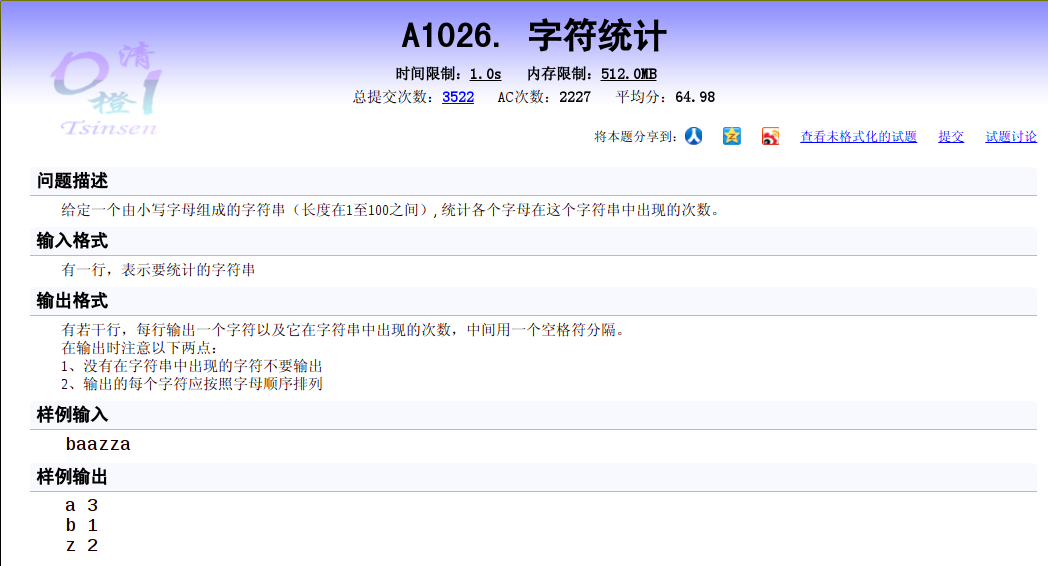 清
橙
OI
Tsinsen
A1026. 字符统计
时间限制：1.0s 内存限制：512.0MB
总提交次数：3522 AC次数：2227 平均分：64.98
将本题分享到： 查看未格式化的试题 提交 试题讨论
问题描述
给定一个由小写字母组成的字符串（长度在1至100之间）,统计各个字母在这个字符串中出现的次数。
输入格式
有一行，表示要统计的字符串
输出格式
有若干行，每行输出一个字符以及它在字符串中出现的次数，中间用一个空格符分隔。
在输出时注意以下两点：
1、没有在字符串中出现的字符不要输出
2、输出的每个字符应按照字母顺序排列
样例输入
baazza
样例输出
a 3
b 1
z 2